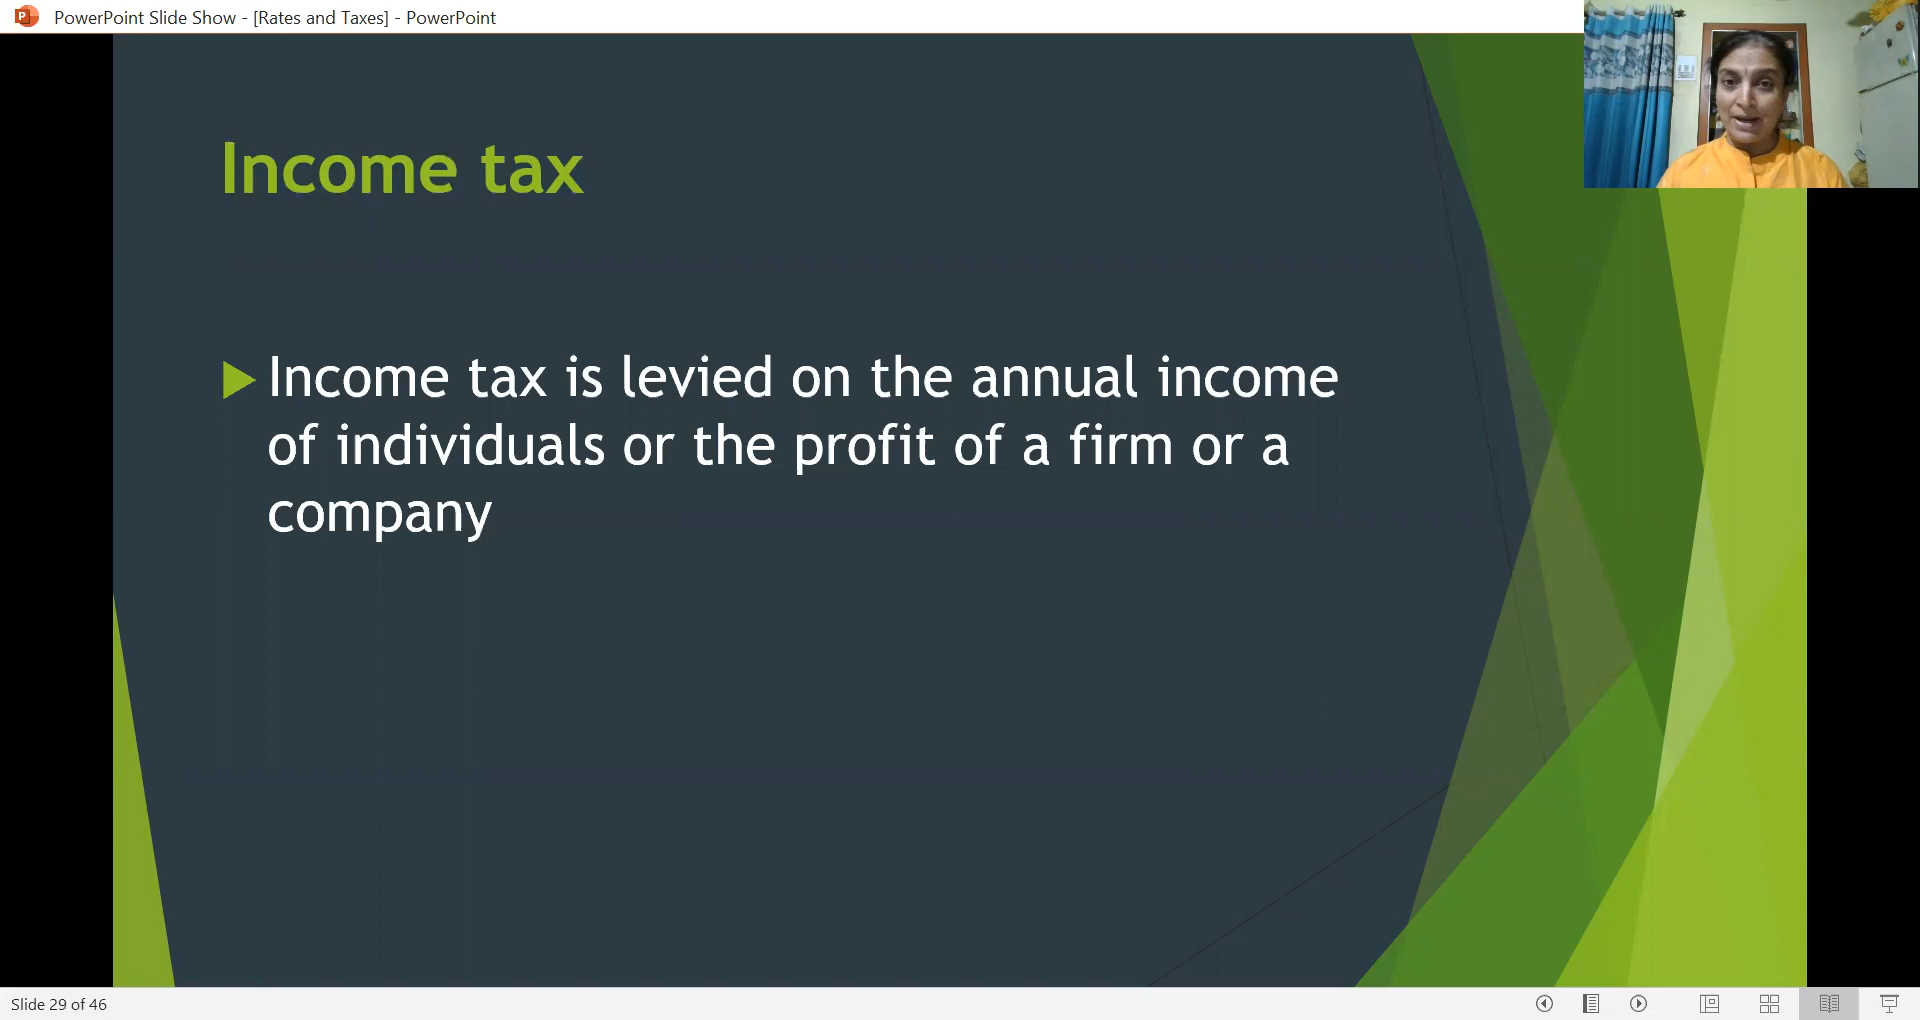 PowerPoint Slide Show - [Rates and Taxes] - PowerPoint
Income tax
Income tax is levied on the annual income
of individuals or the profit of a firm or a
company
Slide 29 of 46